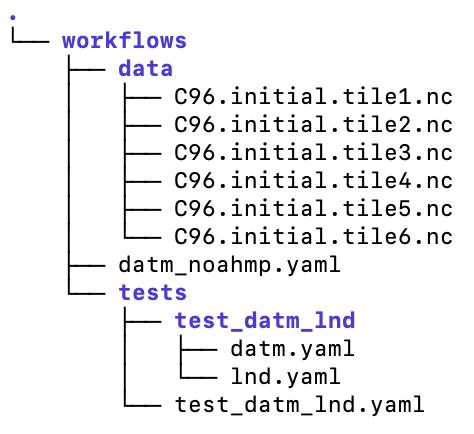 .
└── workflows
    ├── data
    │   ├── C96.initial.tile1.nc
    │   ├── C96.initial.tile2.nc
    │   ├── C96.initial.tile3.nc
    │   ├── C96.initial.tile4.nc
    │   ├── C96.initial.tile5.nc
    │   └── C96.initial.tile6.nc
    ├── datm_noahmp.yaml
    └── tests
        ├── test_datm_lnd
        │   ├── datm.yaml
        │   └── lnd.yaml
        └── test_datm_lnd.yaml